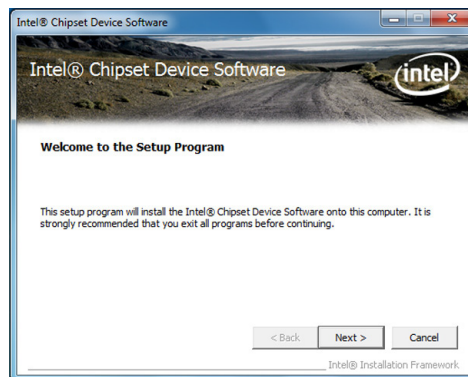 Intel® Chipset Device Software
Intel® Chipset Device Software
intel
Welcome to the Setup Program
This setup program will install the Intel® Chipset Device Software onto this computer. It is
strongly recommended that you exit all programs before continuing.
< Back Next > Cancel
Intel® Installation Framework